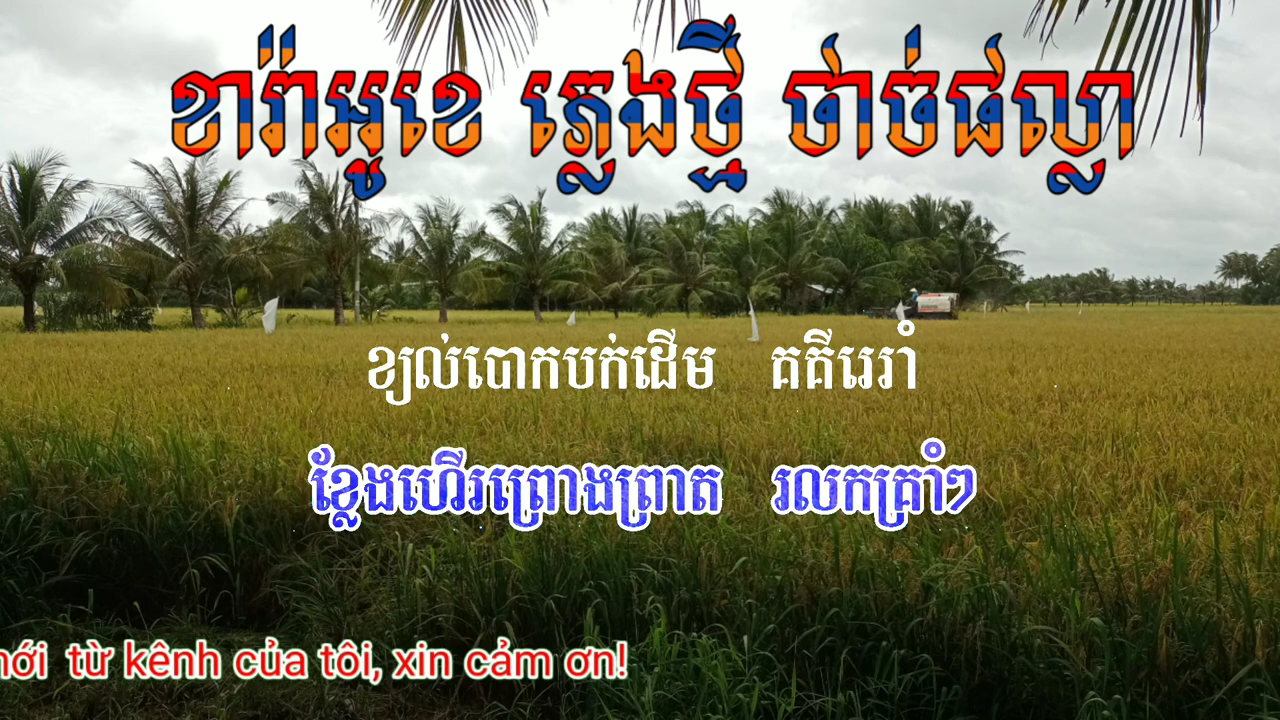 ខារ៉ាអូខេ ភ្លេងថ្មី ថាច់ផល្លា
ខ្យល់បោកបក់ដើម គគីរេរាំ
ខ្លែងហើរព្រោងព្រាត រលកគ្រាំៗ
từ kênh của tôi, xin cảm ơn!